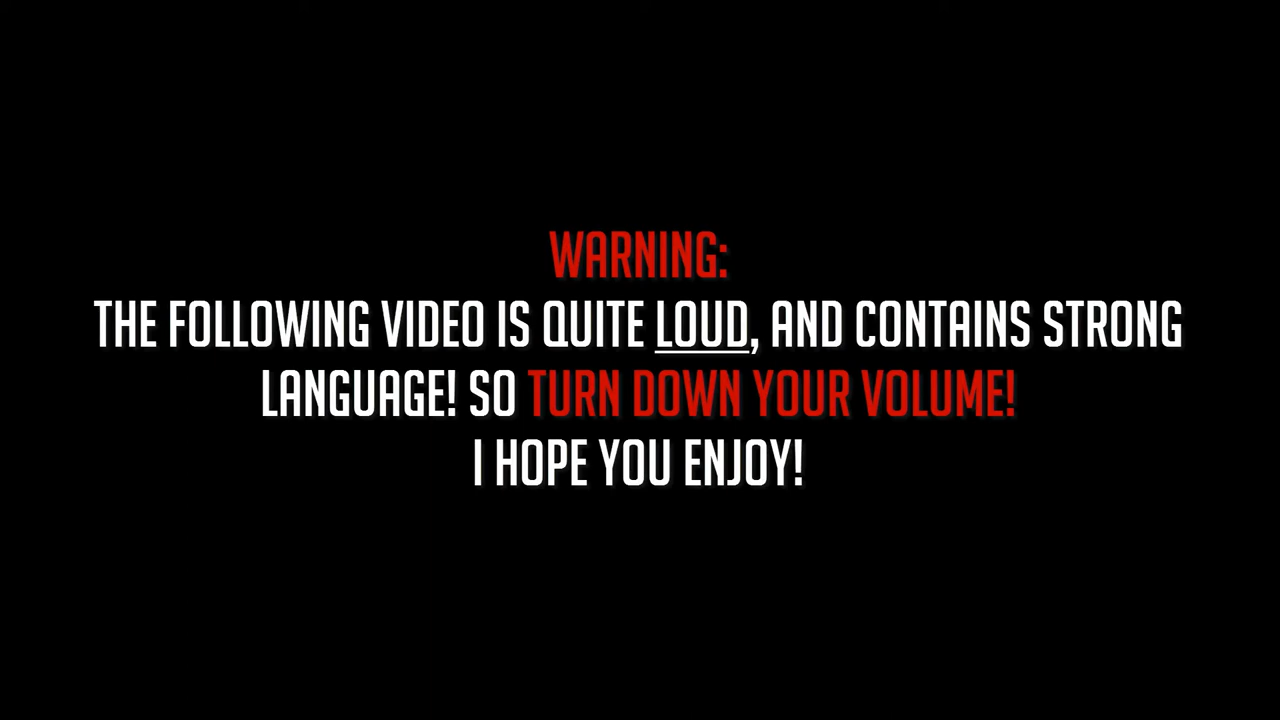 WARNING:
THE FOLLOWING VIDEO IS QUITE LOUD, AND CONTAINS STRONG
LANGUAGE! SO TURN DOWN YOUR VOLUME!
I HOPE YOU ENJOY!